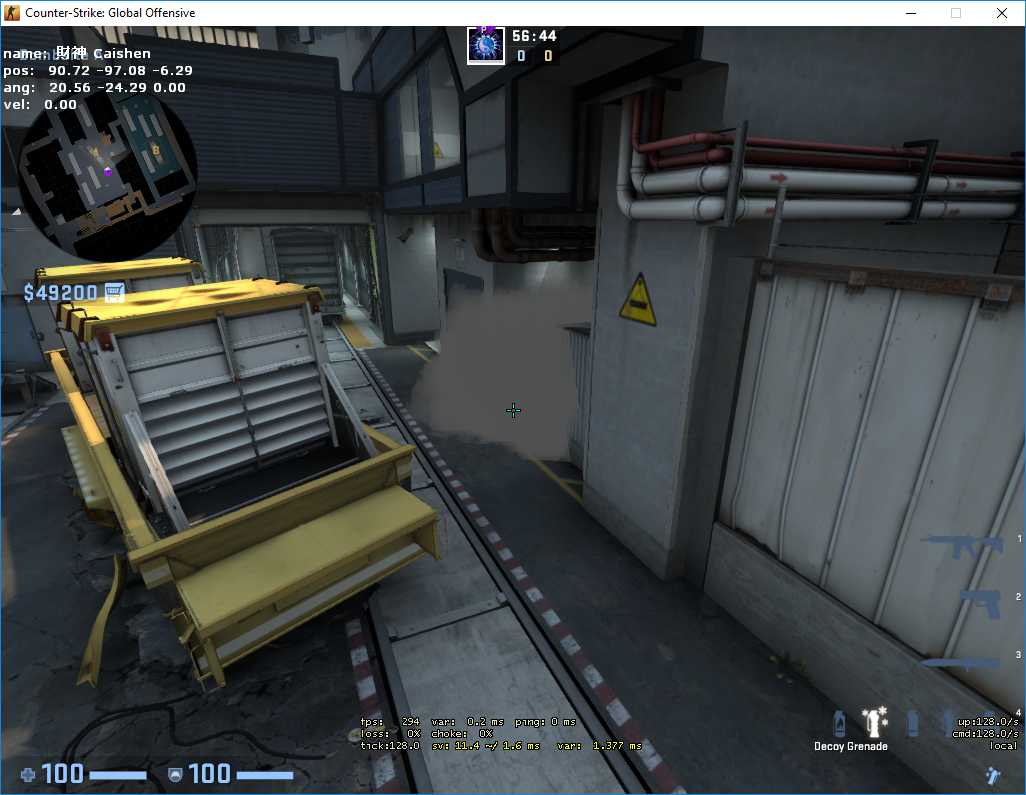 Counter-Strike: Global Offensive
56:44
0 0
name: 財神 Caishen
pos: 90.72 -97.08 -6.29
ang: 20.56 -24.29 0.00
vel: 0.00
A
B
$49200
1
2
3
4
fps: 294 var: 0.2 ms ping: 0 ms
loss: 0% choke: 0%
tick:128.0 sv: 11.4 ~/ 1.6 ms var: 1.377 ms
up:128.0/s
cmd:128.0/s
local
Decoy Grenade
100
100